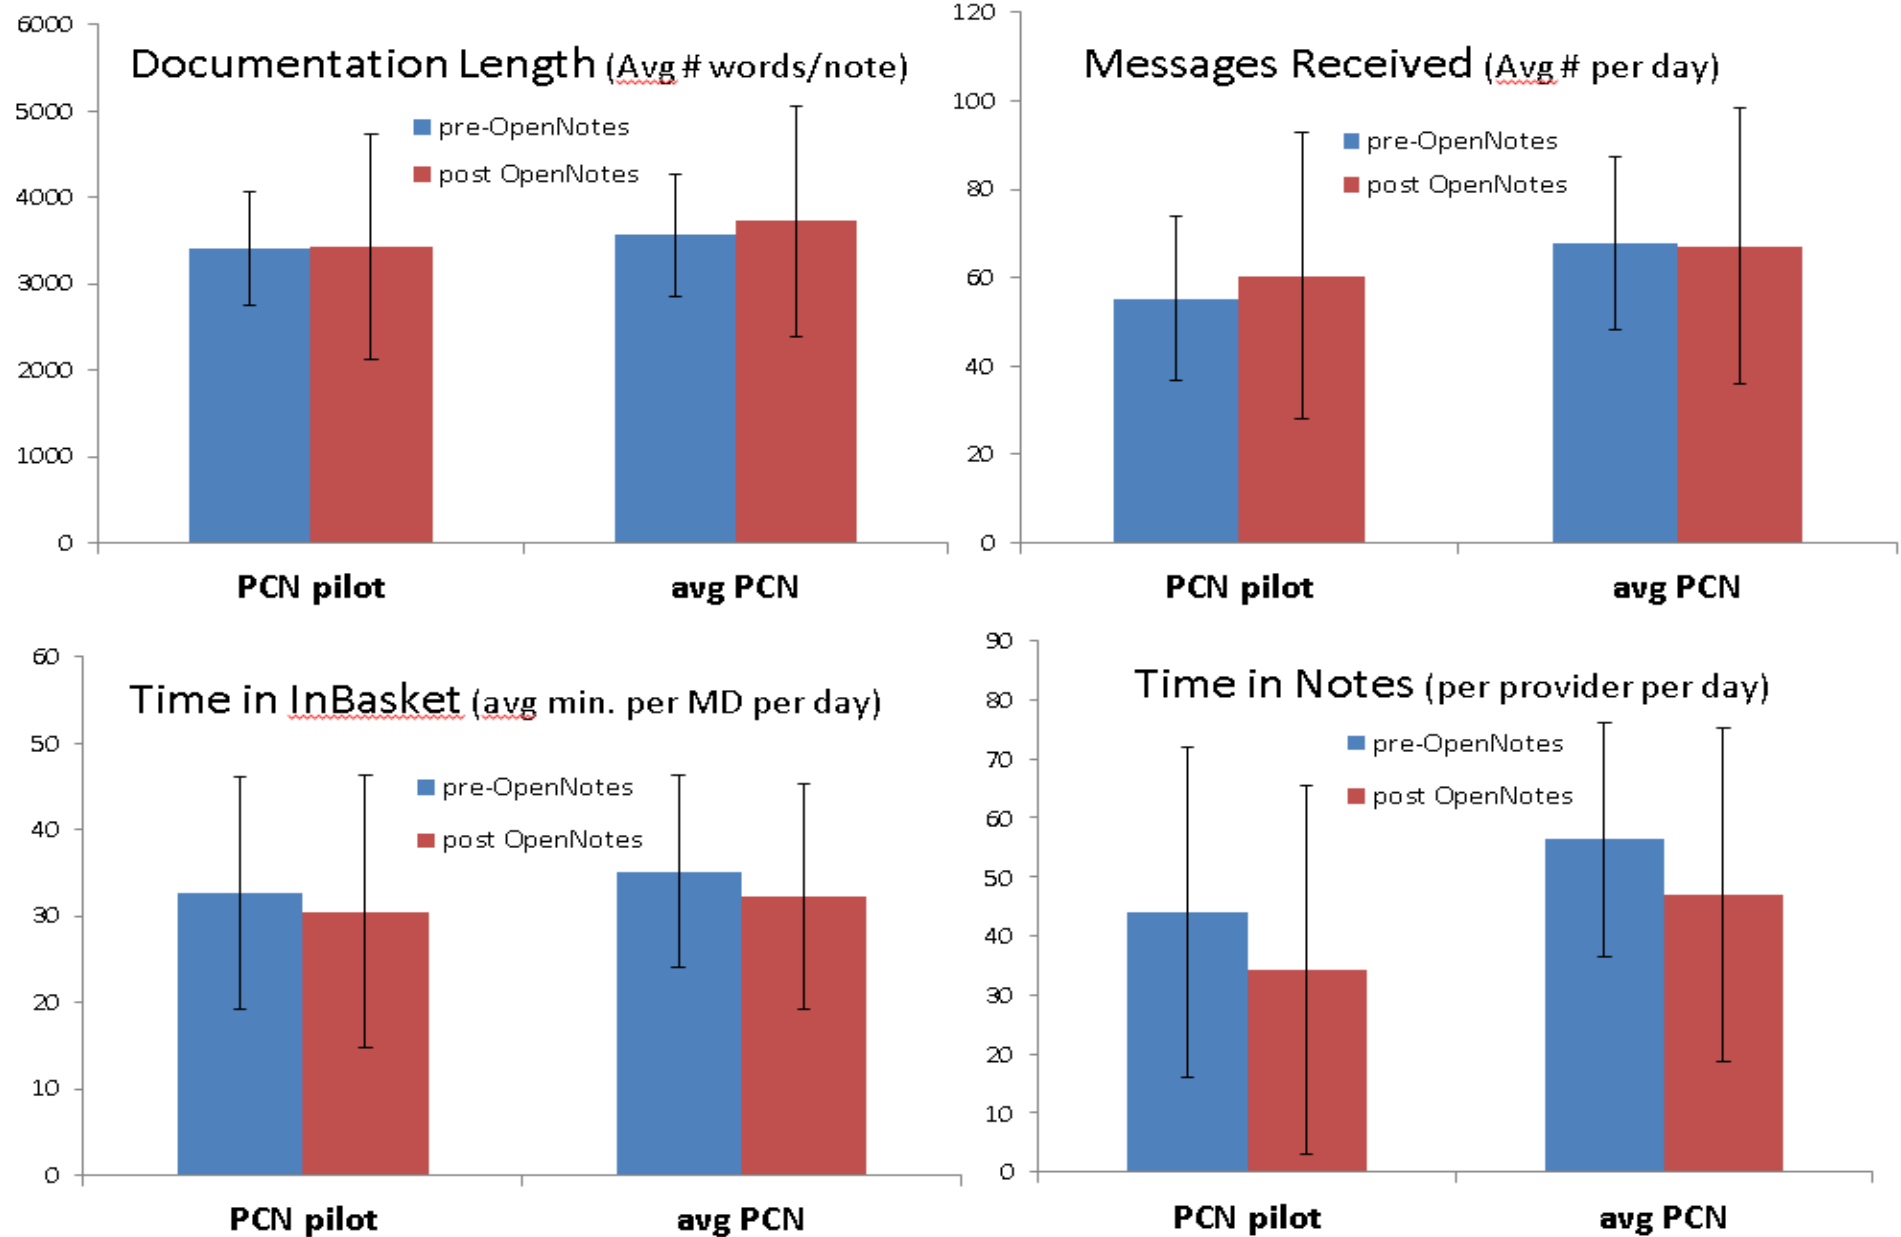 Documentation Length (Avg # words/note)
6000
5000
4000
3000
2000
1000
0
pre-OpenNotes
post OpenNotes
PCN pilot
avg PCN
Messages Received (Avg # per day)
120
100
80
60
40
20
0
pre-OpenNotes
post OpenNotes
PCN pilot
avg PCN
Time in InBasket (avg min. per MD per day)
60
50
40
30
20
10
0
pre-OpenNotes
post OpenNotes
PCN pilot
avg PCN
Time in Notes (per provider per day)
90
80
70
60
50
40
30
20
10
0
pre-OpenNotes
post OpenNotes
PCN pilot
avg PCN